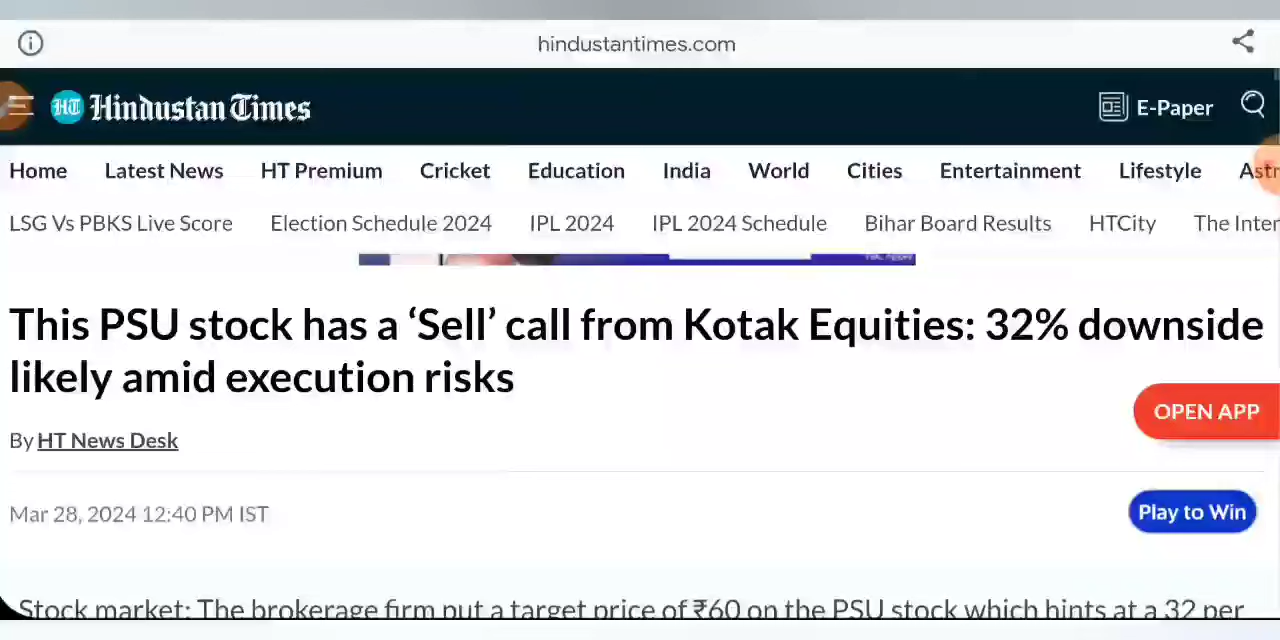 hindustantimes.com
HT Hindustan Times
E-Paper
Home Latest News HT Premium Cricket Education India World Cities Entertainment Lifestyle Astr
LSG Vs PBKS Live Score Election Schedule 2024 IPL 2024 IPL 2024 Schedule Bihar Board Results HTCity The Inter
This PSU stock has a ‘Sell’ call from Kotak Equities: 32% downside
likely amid execution risks
OPEN APP
By HT News Desk
Mar 28, 2024 12:40 PM IST
Play to Win
Stock market: The brokerage firm put a target price of ₹60 on the PSU stock which hints at a 32 per